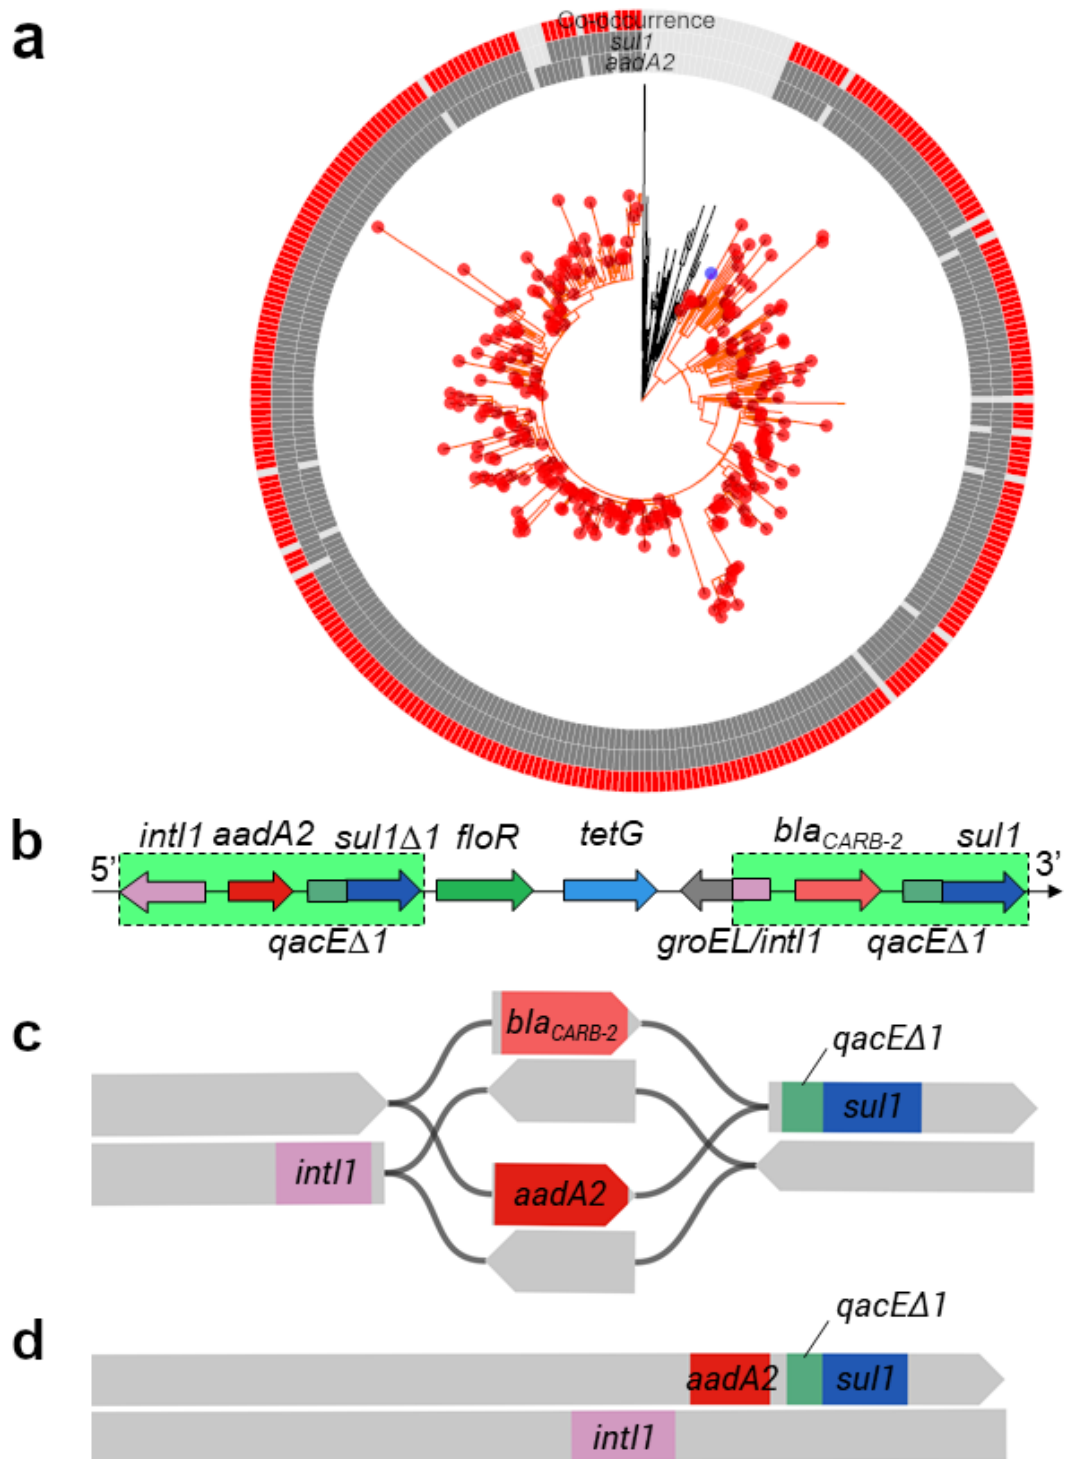 a
Co-occurrence
sul1
aadA2
b
intI1 aadA2 sul1Δ1 floR tetG blaCARB-2 sul1
5' 3'
qacEΔ1 groEL/intI1 qacEΔ1
c
blaCARB-2
qacEΔ1
sul1
intI1
aadA2
d
qacEΔ1
aadA2 sul1
intI1